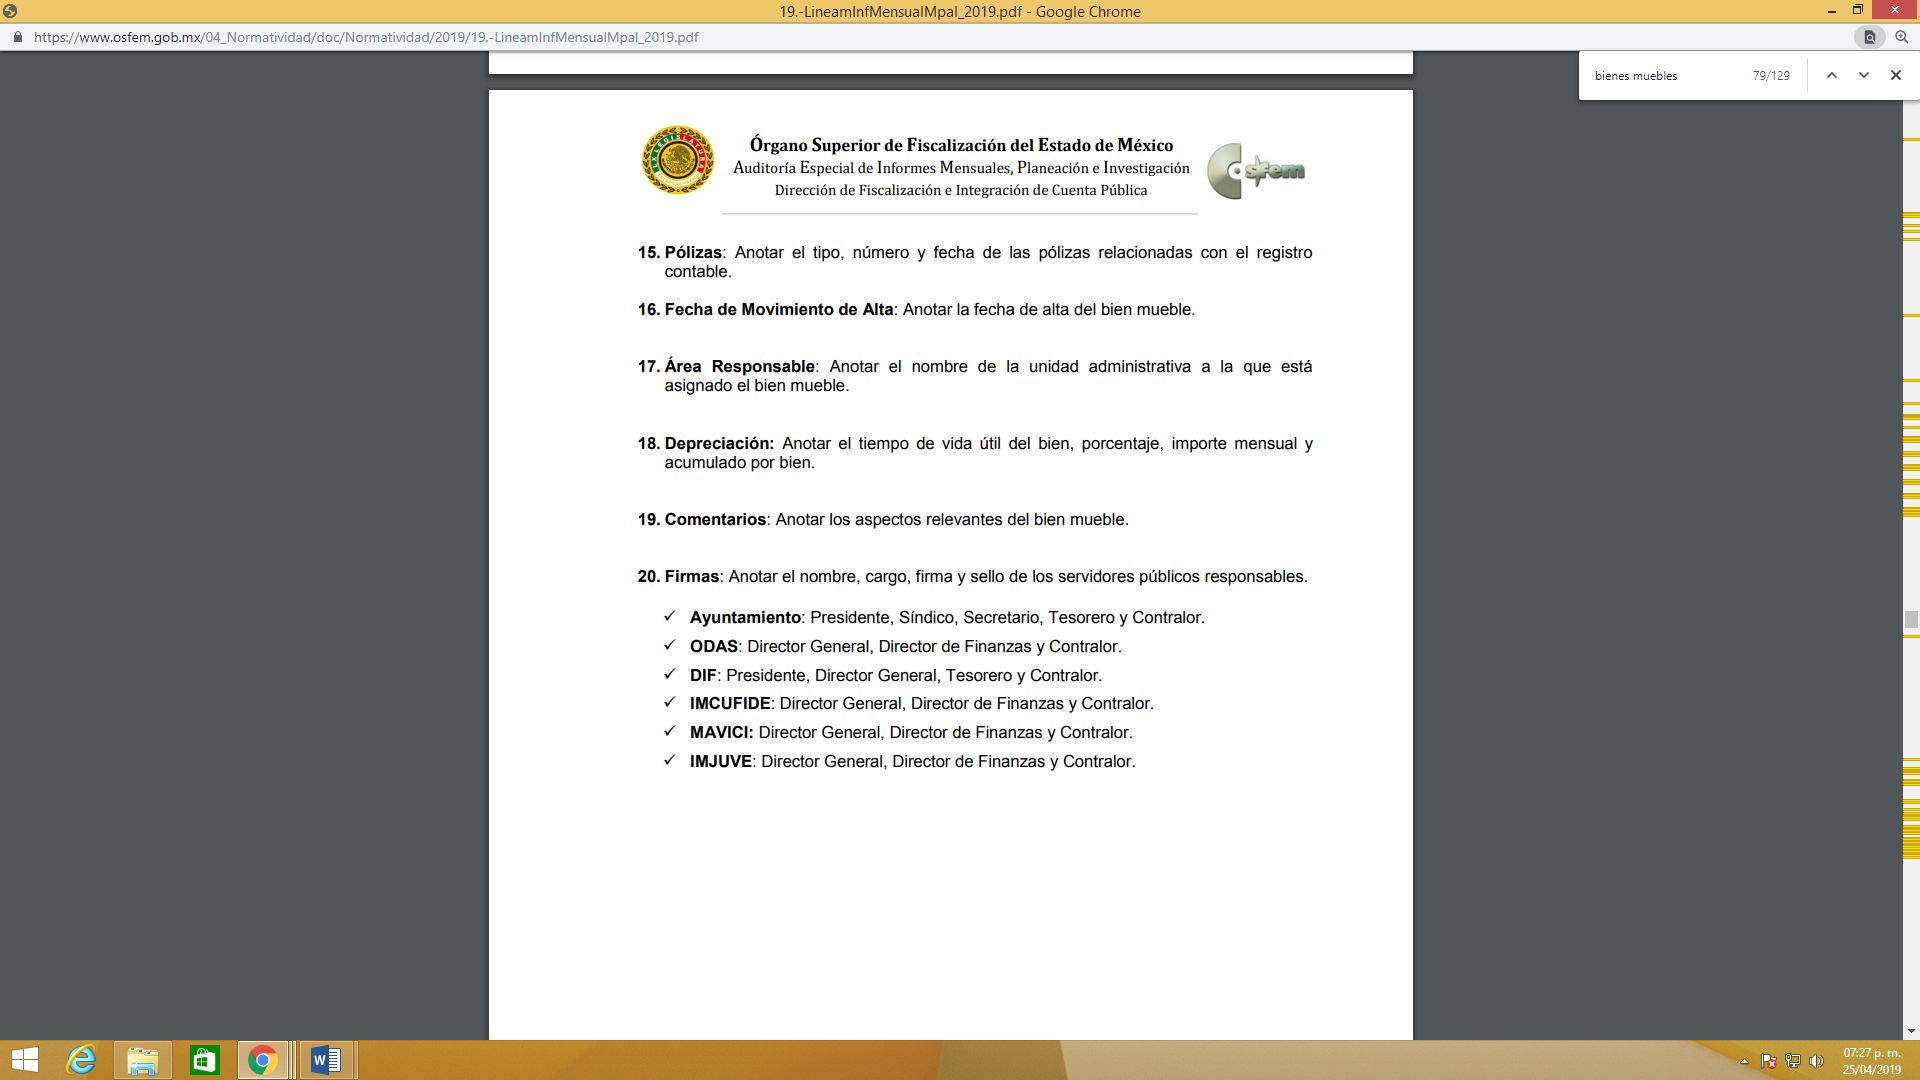 19.-LineamInfMensualMpal_2019.pdf - Google Chrome
https://www.osfem.gob.mx/04_Normatividad/doc/Normatividad/2019/19.-LineamInfMensualMpal_2019.pdf
bienes muebles 79/129
Órgano Superior de Fiscalización del Estado de México
Auditoría Especial de Informes Mensuales, Planeación e Investigación
Dirección de Fiscalización e Integración de Cuenta Pública
LX LEGISLATURA
osfem
15. Pólizas: Anotar el tipo, número y fecha de las pólizas relacionadas con el registro
contable.
16. Fecha de Movimiento de Alta: Anotar la fecha de alta del bien mueble.
17. Área Responsable: Anotar el nombre de la unidad administrativa a la que está
asignado el bien mueble.
18. Depreciación: Anotar el tiempo de vida útil del bien, porcentaje, importe mensual y
acumulado por bien.
19. Comentarios: Anotar los aspectos relevantes del bien mueble.
20. Firmas: Anotar el nombre, cargo, firma y sello de los servidores públicos responsables.
✓ Ayuntamiento: Presidente, Síndico, Secretario, Tesorero y Contralor.
✓ ODAS: Director General, Director de Finanzas y Contralor.
✓ DIF: Presidente, Director General, Tesorero y Contralor.
✓ IMCUFIDE: Director General, Director de Finanzas y Contralor.
✓ MAVICI: Director General, Director de Finanzas y Contralor.
✓ IMJUVE: Director General, Director de Finanzas y Contralor.
07:27 p. m.
25/04/2019